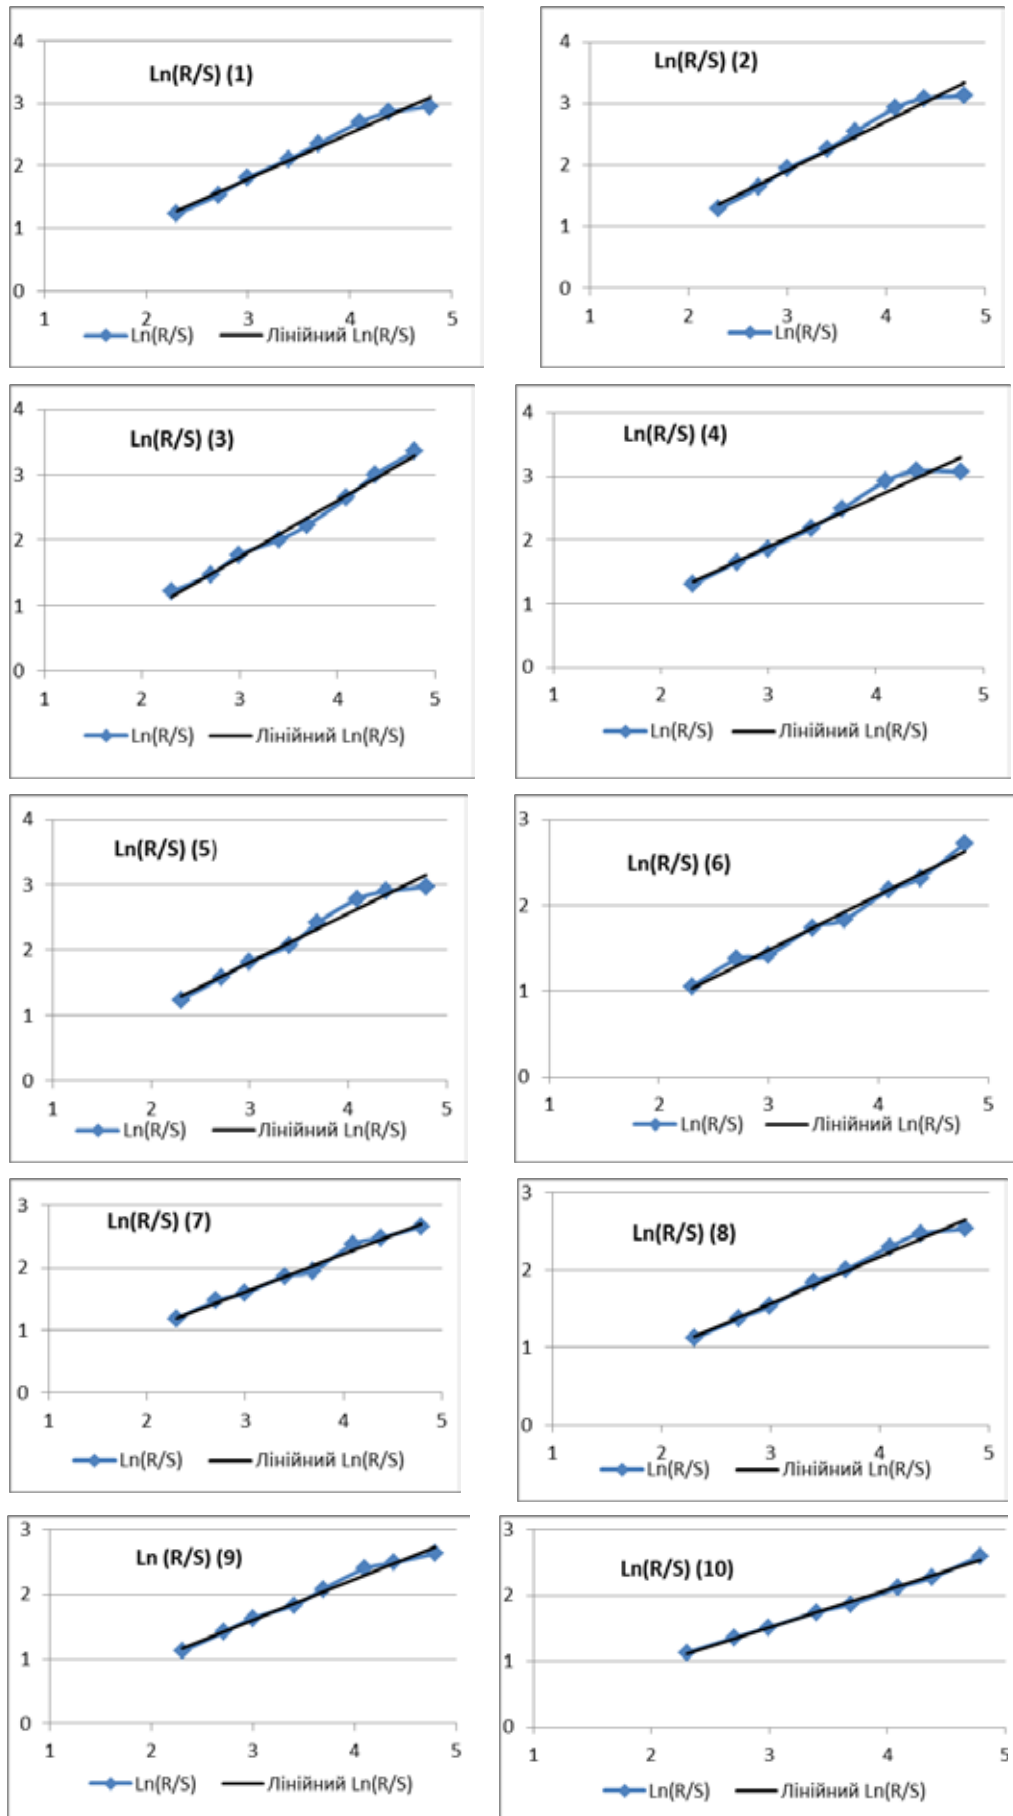 Ln(R/S) (1)
4
3
2
1
0
1 2 3 4 5
Ln(R/S) Лінійний Ln(R/S)
Ln(R/S) (2)
4
3
2
1
0
1 2 3 4 5
Ln(R/S)
Ln(R/S) (3)
4
3
2
1
0
1 2 3 4 5
Ln(R/S) Лінійний Ln(R/S)
Ln(R/S) (4)
4
3
2
1
0
1 2 3 4 5
Ln(R/S) Лінійний Ln(R/S)
Ln(R/S) (5)
4
3
2
1
0
1 2 3 4 5
Ln(R/S) Лінійний Ln(R/S)
Ln(R/S) (6)
3
2
1
0
1 2 3 4 5
Ln(R/S) Лінійний Ln(R/S)
Ln(R/S) (7)
3
2
1
0
1 2 3 4 5
Ln(R/S) Лінійний Ln(R/S)
Ln(R/S) (8)
3
2
1
0
1 2 3 4 5
Ln(R/S) Лінійний Ln(R/S)
Ln (R/S) (9)
3
2
1
0
1 2 3 4 5
Ln(R/S) Лінійний Ln(R/S)
Ln(R/S) (10)
3
2
1
0
1 2 3 4 5
Ln(R/S) Лінійний Ln(R/S)